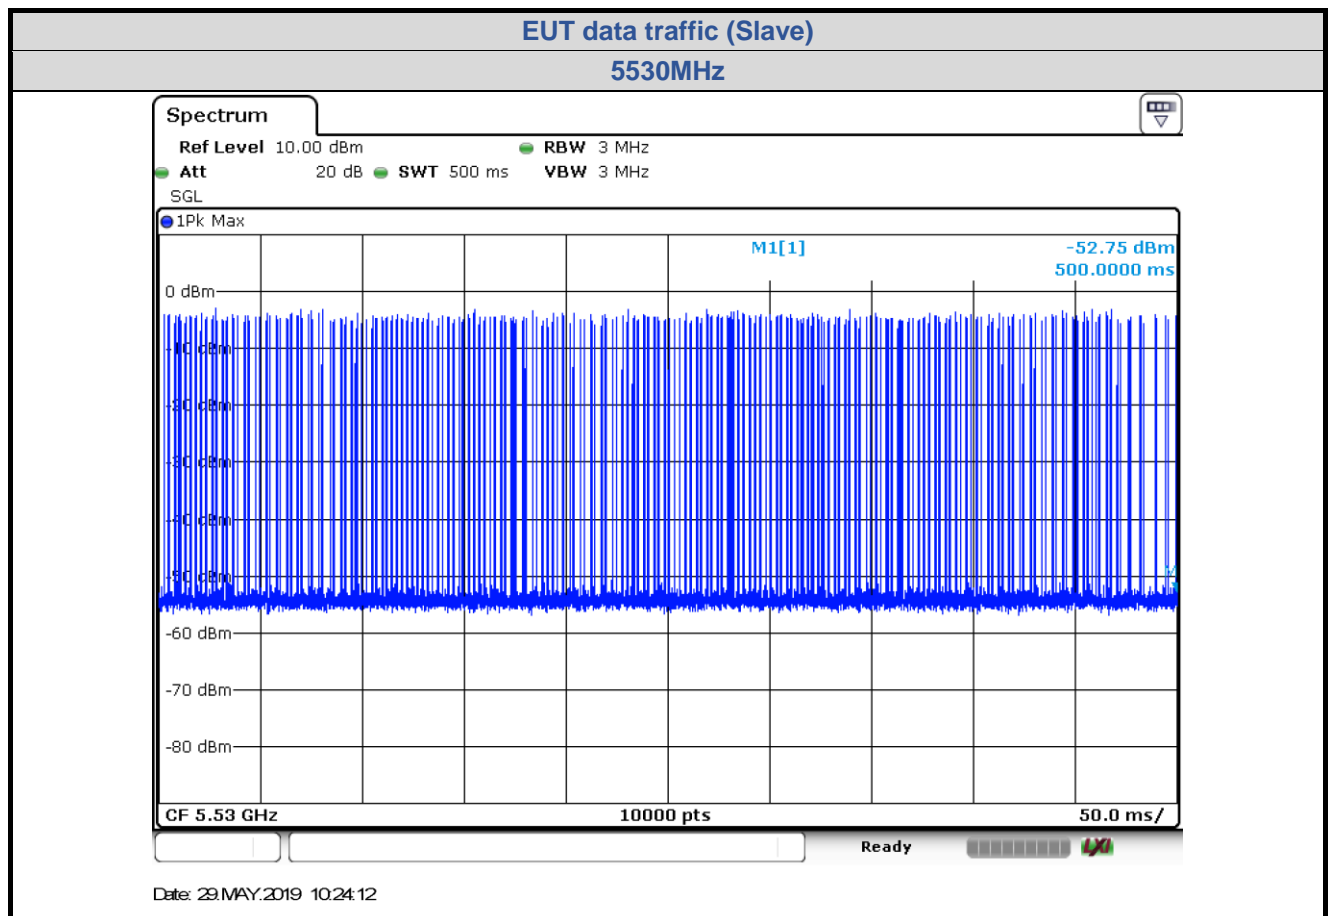 EUT data traffic (Slave)
5530MHz
Spectrum
Ref Level 10.00 dBm RBW 3 MHz
Att 20 dB SWT 500 ms VBW 3 MHz
SGL
1Pk Max
M1[1] -52.75 dBm
500.0000 ms
0 dBm
-10 dBm
-20 dBm
-30 dBm
-40 dBm
-50 dBm
-60 dBm
-70 dBm
-80 dBm
CF 5.53 GHz 10000 pts 50.0 ms/
Ready LXI
Date: 29.MAY.2019 10:24:12